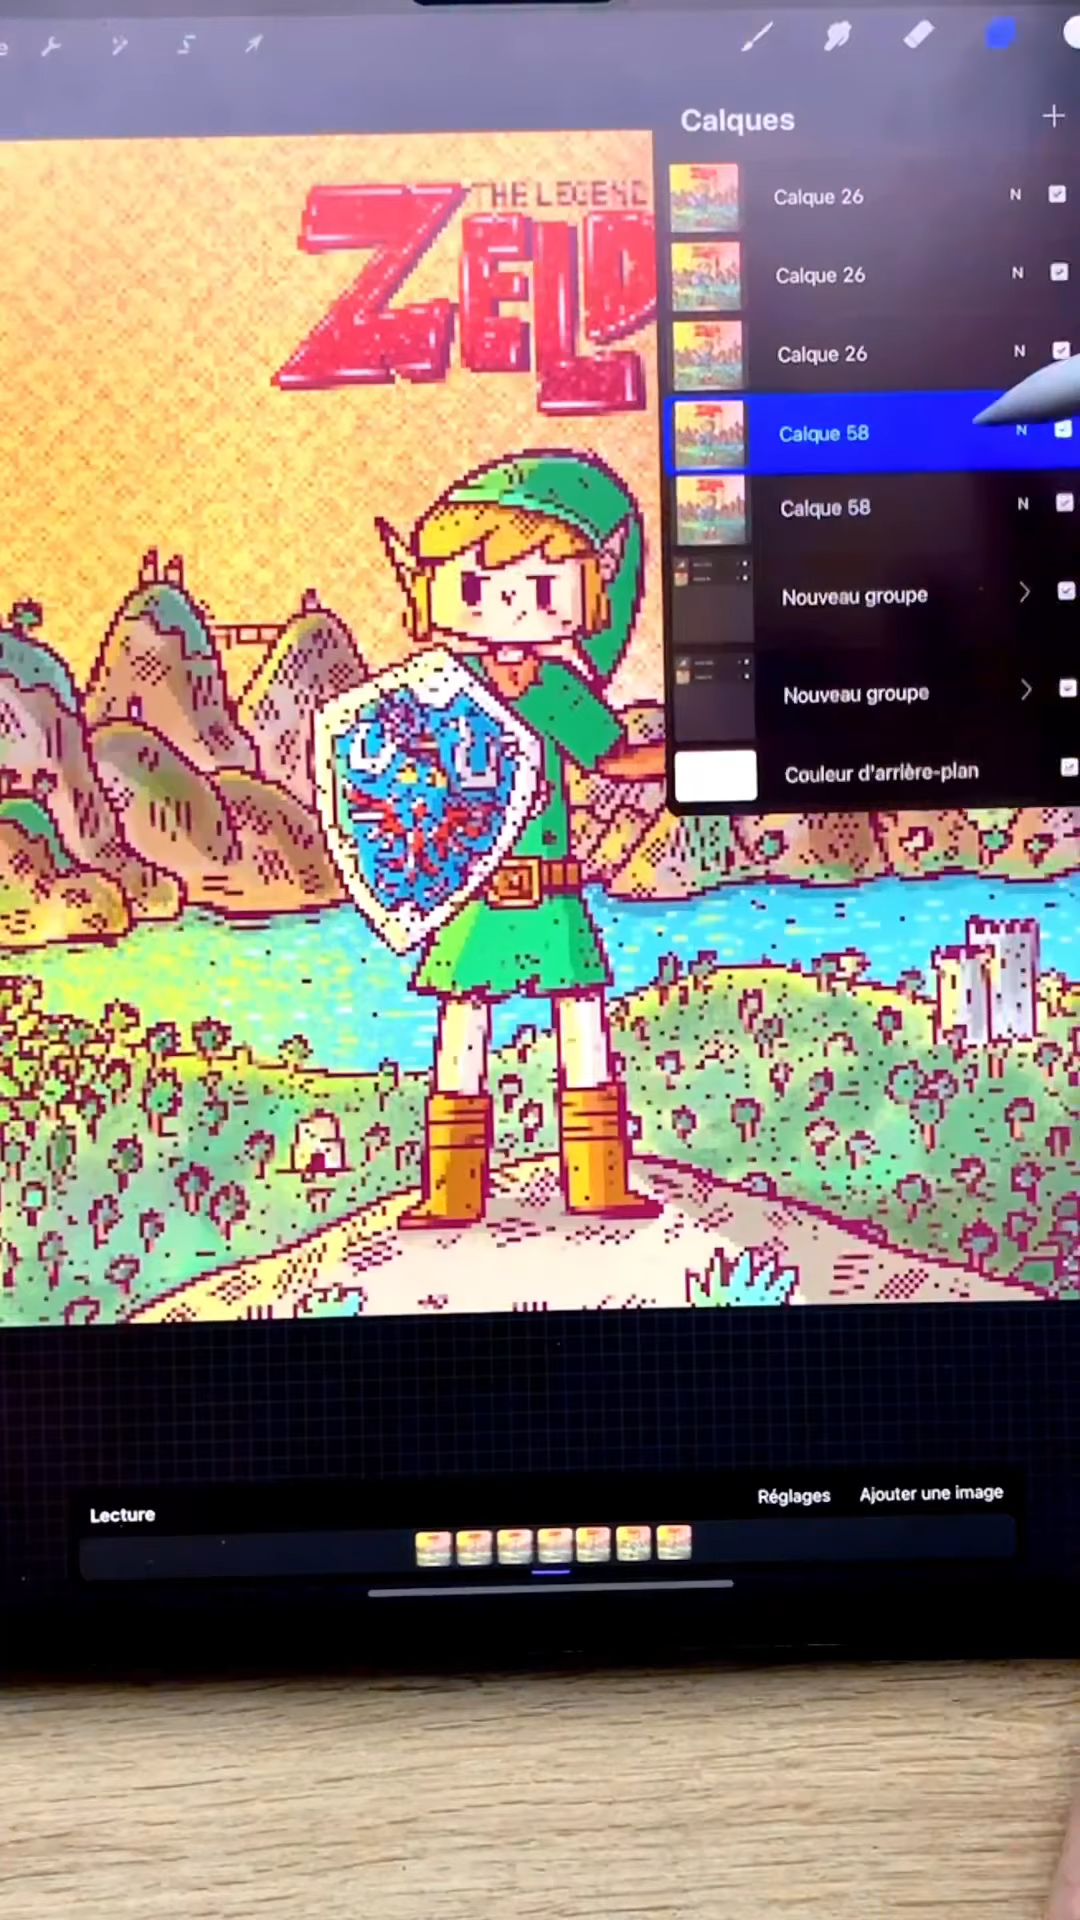 Calques
THE LEGEND
ZELD
Calque 26
N
Calque 26
N
Calque 26
N
Calque 58
N
Calque 58
N
Nouveau groupe
Nouveau groupe
Couleur d'arrière-plan
Lecture
Réglages
Ajouter une image